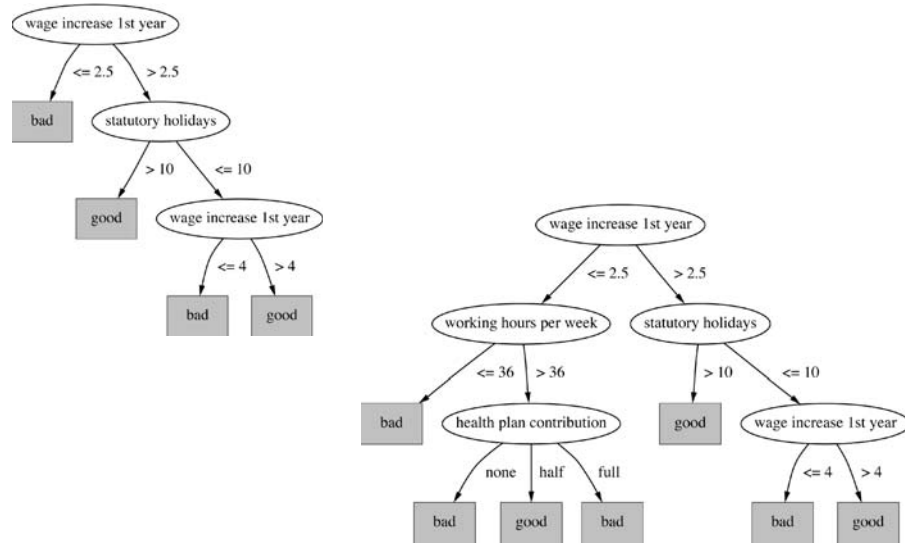 wage increase 1st year
<= 2.5
> 2.5
bad
statutory holidays
> 10
<= 10
good
wage increase 1st year
<= 4
> 4
bad
good
wage increase 1st year
<= 2.5
> 2.5
working hours per week
statutory holidays
<= 36
> 36
> 10
<= 10
bad
health plan contribution
good
wage increase 1st year
none
half
full
<= 4
> 4
bad
good
bad
bad
good